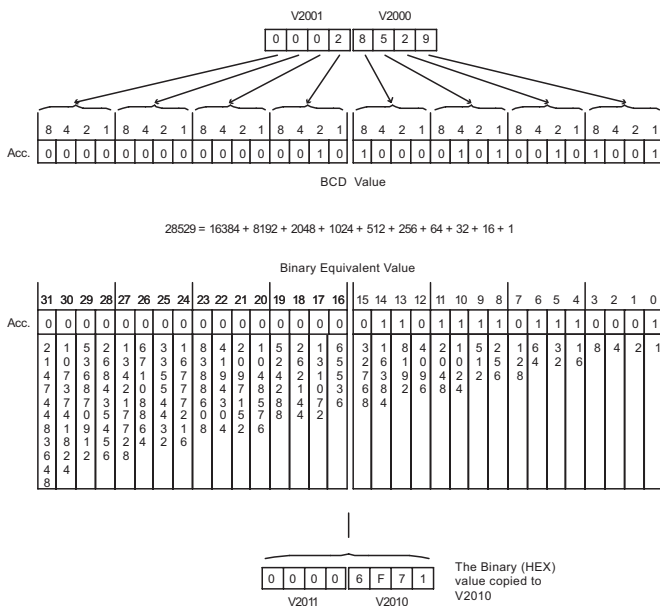 V2001 V2000
0 0 0 2 8 5 2 9
8 4 2 1 8 4 2 1 8 4 2 1 8 4 2 1 8 4 2 1 8 4 2 1 8 4 2 1 8 4 2 1
Acc. 0 0 0 0 0 0 0 0 0 0 0 0 0 0 1 0 1 0 0 0 0 1 0 1 0 0 1 0 1 0 0 1
BCD Value
28529 = 16384 + 8192 + 2048 + 1024 + 512 + 256 + 64 + 32 + 16 + 1
Binary Equivalent Value
31 30 29 28 27 26 25 24 23 22 21 20 19 18 17 16 15 14 13 12 11 10 9 8 7 6 5 4 3 2 1 0
Acc. 0 0 0 0 0 0 0 0 0 0 0 0 0 0 0 0 0 1 1 0 1 1 1 1 0 1 1 1 0 0 0 1
2147483648 1073741824 536870912 268435456 134217728 67108864 33554432 16777216 8388608 4194304 2097152 1048576 524288 262144 131072 65536 32768 16384 8192 4096 2048 1024 512 256 128 64 32 16 8 4 2 1
0 0 0 0 6 F 7 1
V2011 V2010
The Binary (HEX)
value copied to
V2010